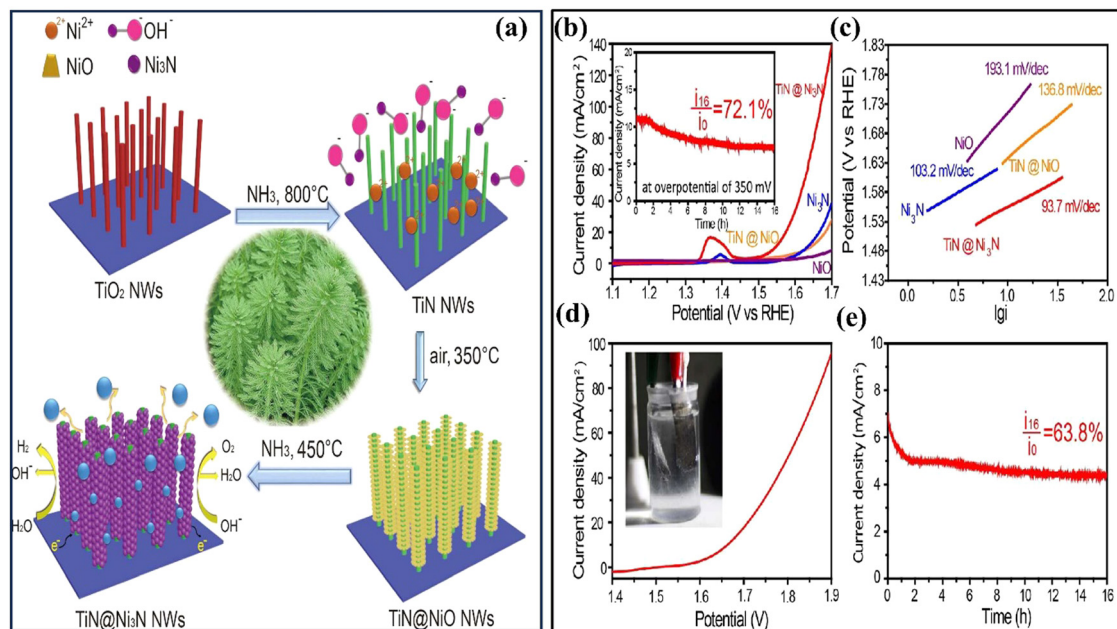 (a)
2+ Ni²⁺
OH⁻
NiO
Ni₃N
2+
2+
2+
2+
TiO₂ NWs
NH₃, 800°C
TiN NWs
air, 350°C
NH₃, 450°C
H₂
OH⁻
H₂O
e⁻
O₂
H₂O
OH⁻
e⁻
TiN@Ni₃N NWs
TiN@NiO NWs
(b)
Current density (mA/cm²)
140
120
100
80
60
40
20
0
1.1
1.2
1.3
1.4
1.5
1.6
1.7
Potential (V vs RHE)
TiN @ Ni₃N
Ni₃N
TiN @ NiO
NiO
Current density (mA/cm²)
20
15
10
5
0
0 2 4 6 8 10 12 14 16
Time (h)
i₁₆/i₀=72.1%
at overpotential of 350 mV
(c)
Potential (V vs RHE)
1.83
1.78
1.73
1.68
1.63
1.58
1.53
1.48
1.43
0.0
0.5
1.0
1.5
2.0
lgi
193.1 mV/dec
136.8 mV/dec
NiO
103.2 mV/dec
TiN @ NiO
Ni₃N
93.7 mV/dec
TiN @ Ni₃N
(d)
Current density (mA/cm²)
100
80
60
40
20
0
1.4
1.5
1.6
1.7
1.8
1.9
Potential (V)
(e)
Current density (mA/cm²)
10
8
6
4
2
0
0 2 4 6 8 10 12 14 16
Time (h)
i₁₆/i₀=63.8%